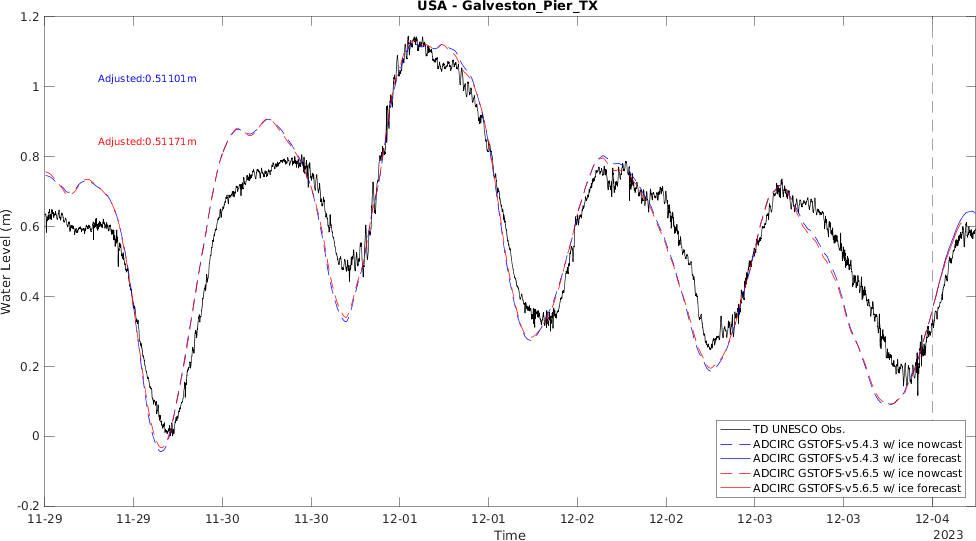 USA - Galveston_Pier_TX
1.2
1
0.8
0.6
0.4
0.2
0
-0.2
Water Level (m)
Adjusted:0.51101m
Adjusted:0.51171m
TD UNESCO Obs.
ADCIRC GSTOFS-v5.4.3 w/ ice nowcast
ADCIRC GSTOFS-v5.4.3 w/ ice forecast
ADCIRC GSTOFS-v5.6.5 w/ ice nowcast
ADCIRC GSTOFS-v5.6.5 w/ ice forecast
11-29 11-29 11-30 11-30 12-01 12-01 12-02 12-02 12-03 12-03 12-04
Time
2023